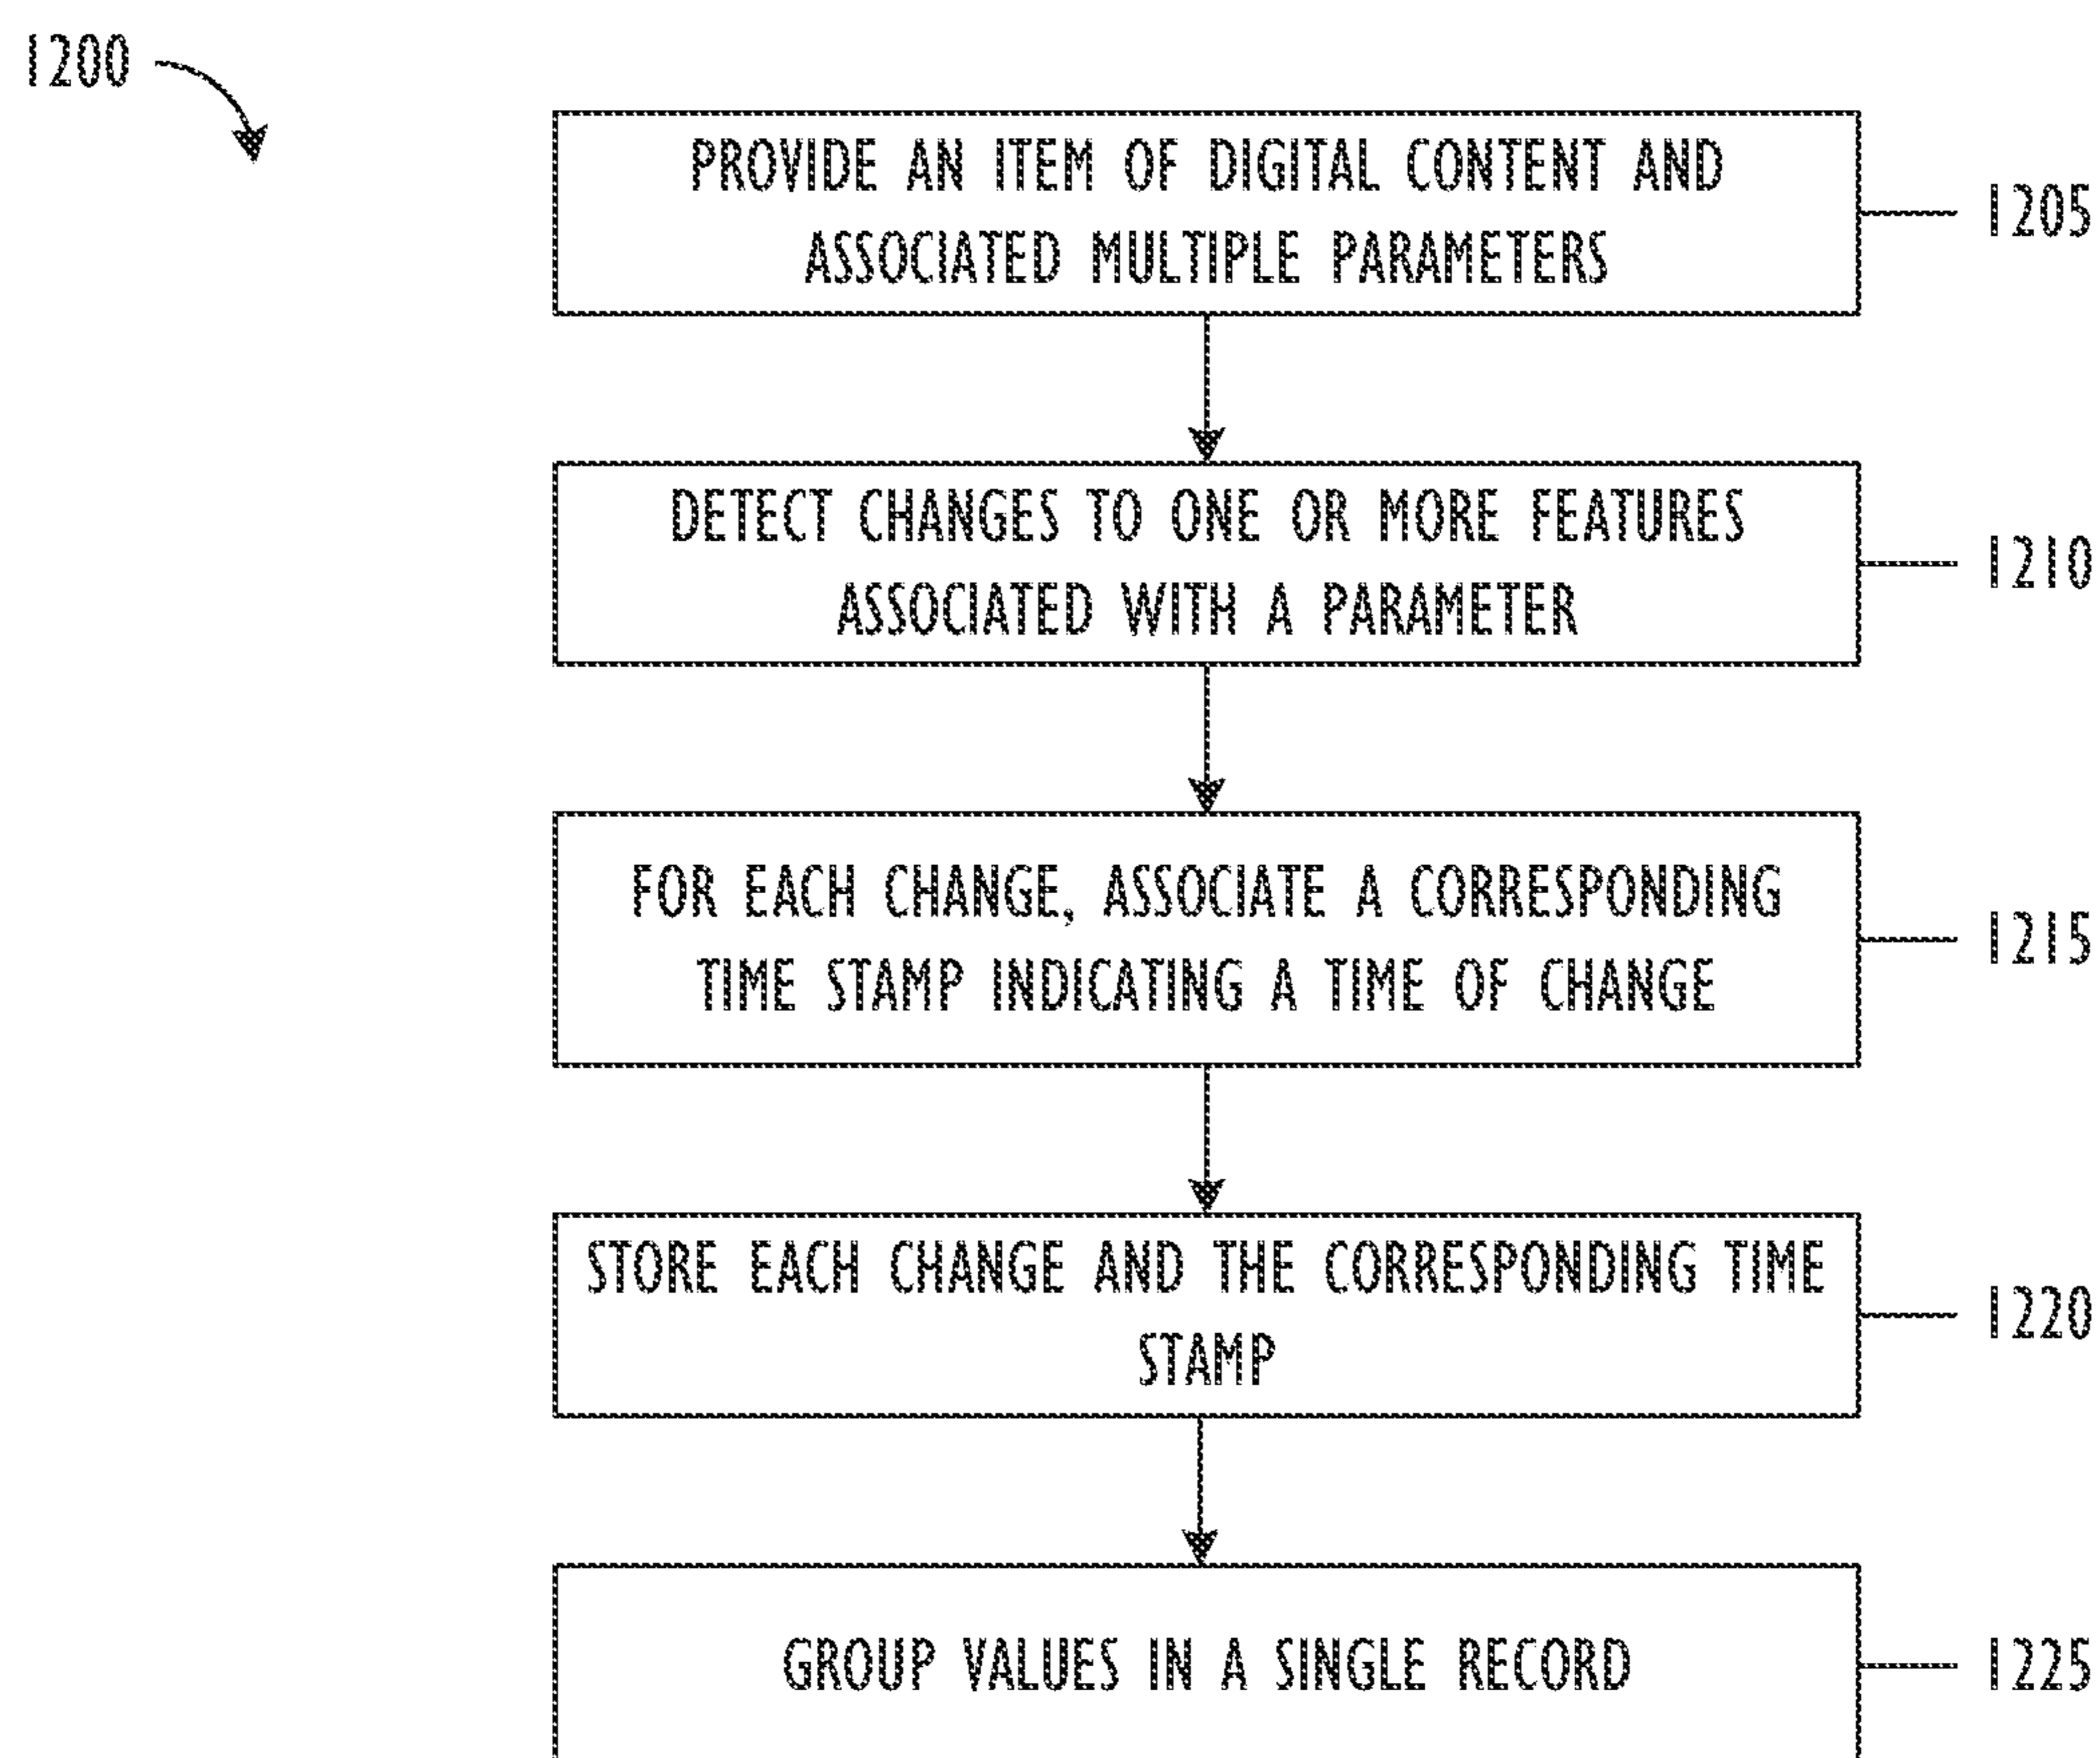 1200
PROVIDE AN ITEM OF DIGITAL CONTENT AND
ASSOCIATED MULTIPLE PARAMETERS
1205
DETECT CHANGES TO ONE OR MORE FEATURES
ASSOCIATED WITH A PARAMETER
1210
FOR EACH CHANGE, ASSOCIATE A CORRESPONDING
TIME STAMP INDICATING A TIME OF CHANGE
1215
STORE EACH CHANGE AND THE CORRESPONDING TIME
STAMP
1220
GROUP VALUES IN A SINGLE RECORD
1225